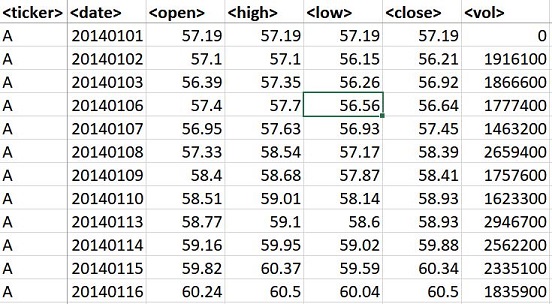 <ticker> <date> <open> <high> <low> <close> <vol>
A 20140101 57.19 57.19 57.19 57.19 0
A 20140102 57.1 57.1 56.15 56.21 1916100
A 20140103 56.39 57.35 56.26 56.92 1866600
A 20140106 57.4 57.7 56.56 56.64 1777400
A 20140107 56.95 57.63 56.93 57.45 1463200
A 20140108 57.33 58.54 57.17 58.39 2659400
A 20140109 58.4 58.68 57.87 58.41 1757600
A 20140110 58.51 59.01 58.14 58.93 1623300
A 20140113 58.77 59.1 58.6 58.93 2946700
A 20140114 59.16 59.95 59.02 59.88 2562200
A 20140115 59.82 60.37 59.59 60.34 2335100
A 20140116 60.24 60.5 60.04 60.5 1835900